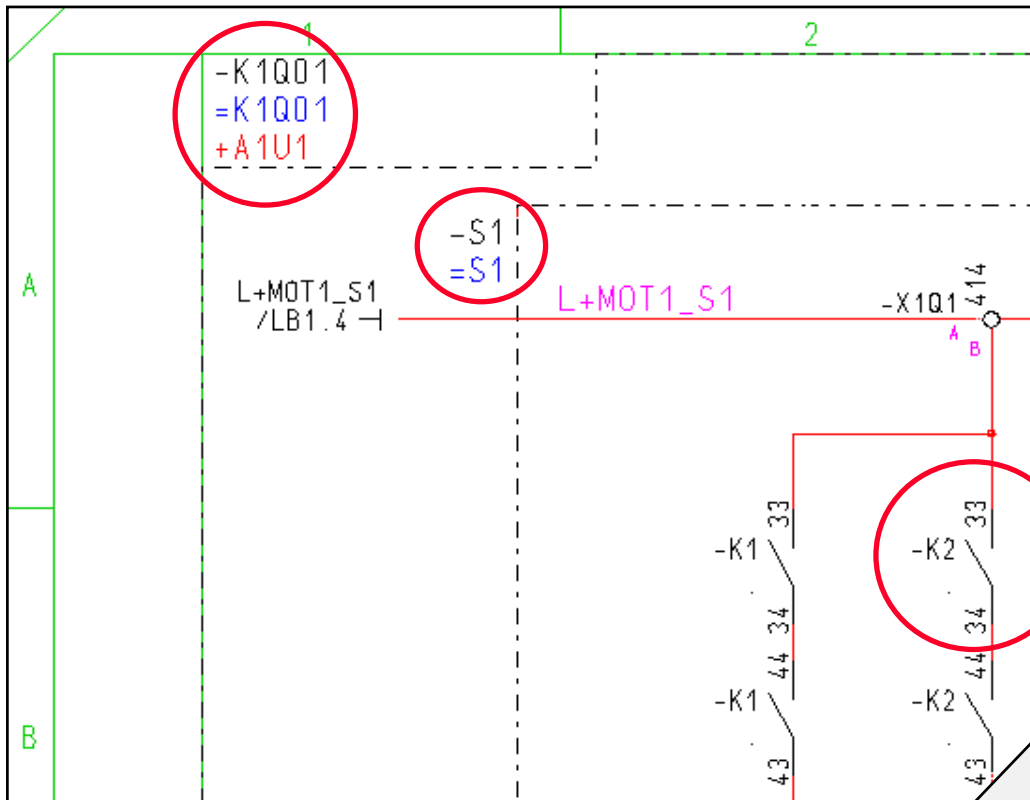 1
2
-K1Q01
=K1Q01
+A1U1
-S1
=S1
A
L+MOT1_S1
/LB1.4
L+MOT1_S1
-X1Q1
414
A
B
33
33
-K1
-K2
34
34
44
44
-K1
-K2
B
43
43